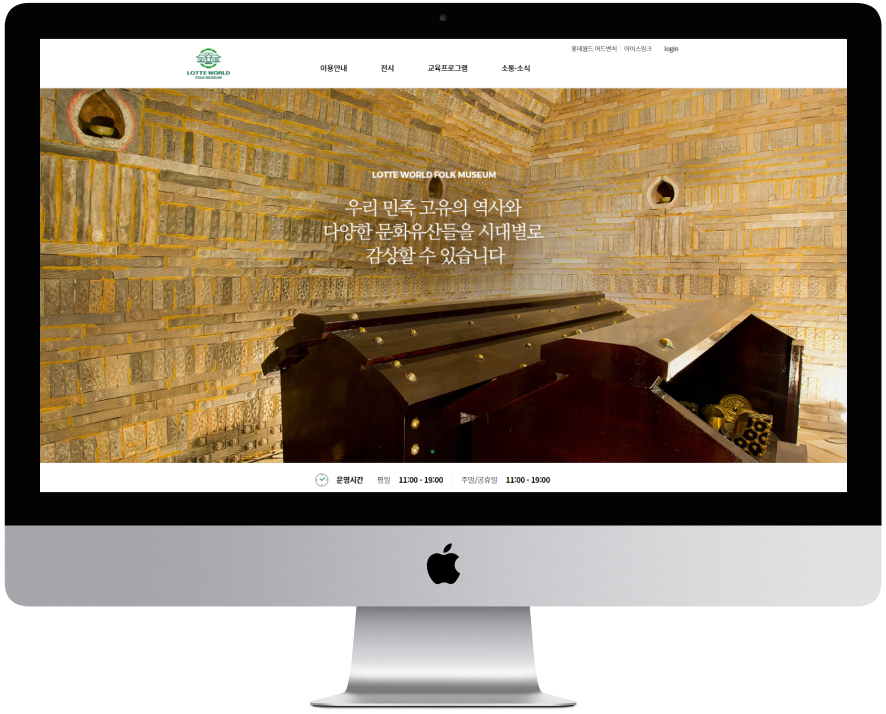 롯데월드 어드벤처 아이스링크 login
LOTTE WORLD
FOLK MUSEUM
이용안내 전시 교육프로그램 소통·소식
LOTTE WORLD FOLK MUSEUM
우리 민족 고유의 역사와
다양한 문화유산들을 시대별로
감상할 수 있습니다
운영시간 평일 11:00 - 19:00 주말/공휴일 11:00 - 19:00